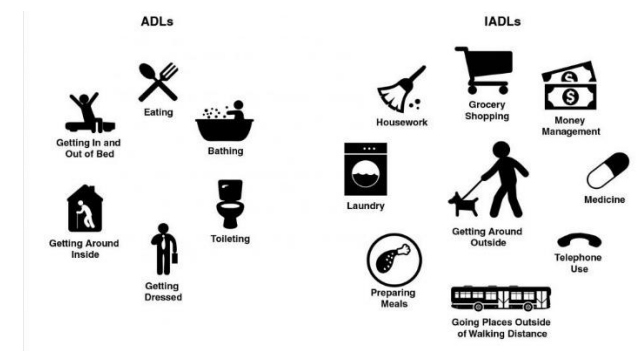 ADLs
Eating
Getting In and
Out of Bed
Bathing
Getting Around
Inside
Toileting
Getting
Dressed
IADLs
Housework
Grocery
Shopping
Money
Management
Laundry
Getting Around
Outside
Medicine
Telephone
Use
Preparing
Meals
Going Places Outside
of Walking Distance